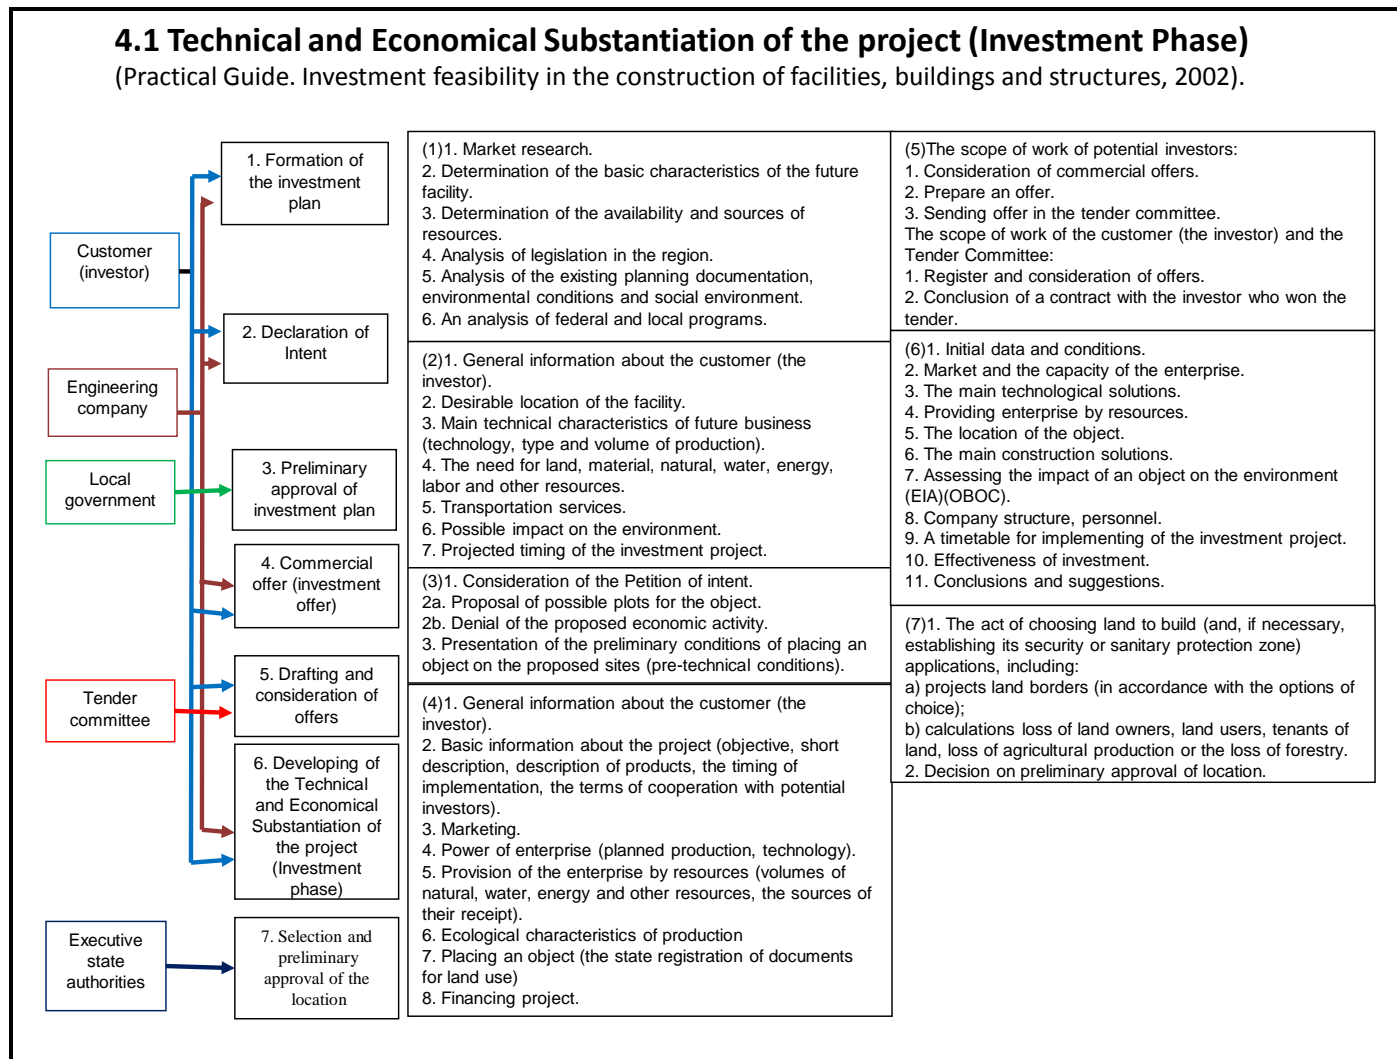 4.1 Technical and Economical Substantiation of the project (Investment Phase)
(Practical Guide. Investment feasibility in the construction of facilities, buildings and structures, 2002).
Customer
(investor)
Engineering
company
Local
government
Tender
committee
Executive
state
authorities
1. Formation of
the investment
plan
2. Declaration of
Intent
3. Preliminary
approval of
investment plan
4. Commercial
offer (investment
offer)
5. Drafting and
consideration of
offers
6. Developing of
the Technical
and Economical
Substantiation of
the project
(Investment
phase)
7. Selection and
preliminary
approval of the
location
(1)1. Market research.
2. Determination of the basic characteristics of the future
facility.
3. Determination of the availability and sources of
resources.
4. Analysis of legislation in the region.
5. Analysis of the existing planning documentation,
environmental conditions and social environment.
6. An analysis of federal and local programs.
(2)1. General information about the customer (the
investor).
2. Desirable location of the facility.
3. Main technical characteristics of future business
(technology, type and volume of production).
4. The need for land, material, natural, water, energy,
labor and other resources.
5. Transportation services.
6. Possible impact on the environment.
7. Projected timing of the investment project.
(3)1. Consideration of the Petition of intent.
2a. Proposal of possible plots for the object.
2b. Denial of the proposed economic activity.
3. Presentation of the preliminary conditions of placing an
object on the proposed sites (pre-technical conditions).
(4)1. General information about the customer (the
investor).
2. Basic information about the project (objective, short
description, description of products, the timing of
implementation, the terms of cooperation with potential
investors).
3. Marketing.
4. Power of enterprise (planned production, technology).
5. Provision of the enterprise by resources (volumes of
natural, water, energy and other resources, the sources of
their receipt).
6. Ecological characteristics of production
7. Placing an object (the state registration of documents
for land use)
8. Financing project.
(5)The scope of work of potential investors:
1. Consideration of commercial offers.
2. Prepare an offer.
3. Sending offer in the tender committee.
The scope of work of the customer (the investor) and the
Tender Committee:
1. Register and consideration of offers.
2. Conclusion of a contract with the investor who won the
tender.
(6)1. Initial data and conditions.
2. Market and the capacity of the enterprise.
3. The main technological solutions.
4. Providing enterprise by resources.
5. The location of the object.
6. The main construction solutions.
7. Assessing the impact of an object on the environment
(EIA)(OBOC).
8. Company structure, personnel.
9. A timetable for implementing of the investment project.
10. Effectiveness of investment.
11. Conclusions and suggestions.
(7)1. The act of choosing land to build (and, if necessary,
establishing its security or sanitary protection zone)
applications, including:
a) projects land borders (in accordance with the options of
choice);
b) calculations loss of land owners, land users, tenants of
land, loss of agricultural production or the loss of forestry.
2. Decision on preliminary approval of location.